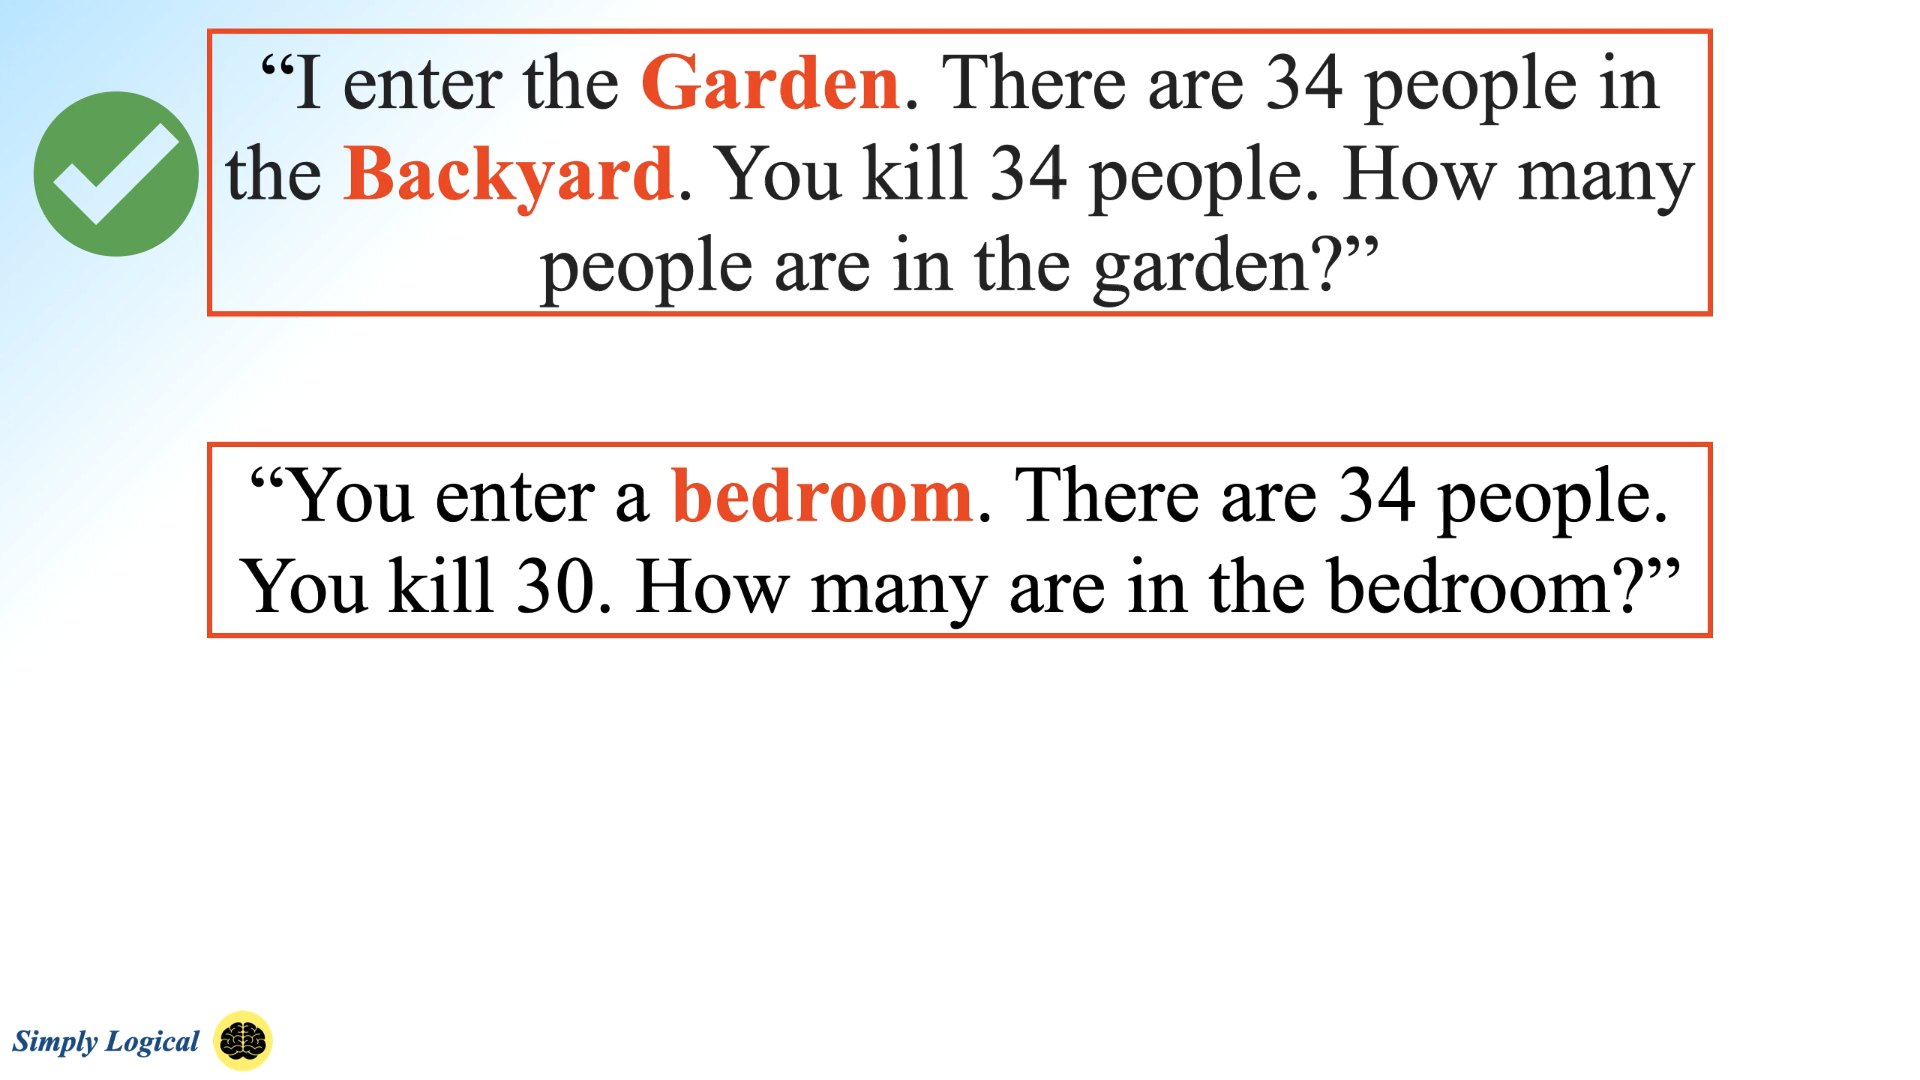 “I enter the Garden. There are 34 people in
the Backyard. You kill 34 people. How many
people are in the garden?”
“You enter a bedroom. There are 34 people.
You kill 30. How many are in the bedroom?”
Simply Logical